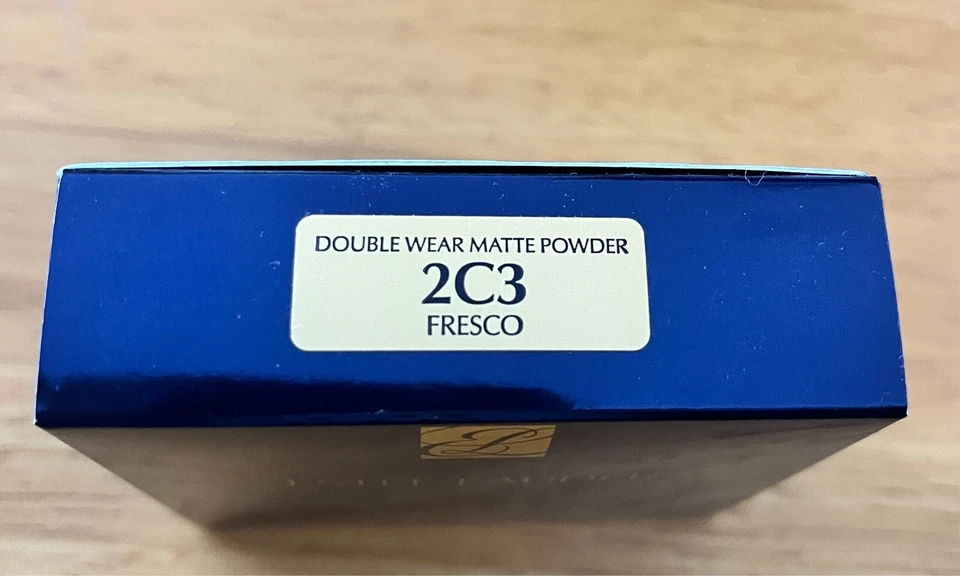 DOUBLE WEAR MATTE POWDER
2C3
FRESCO